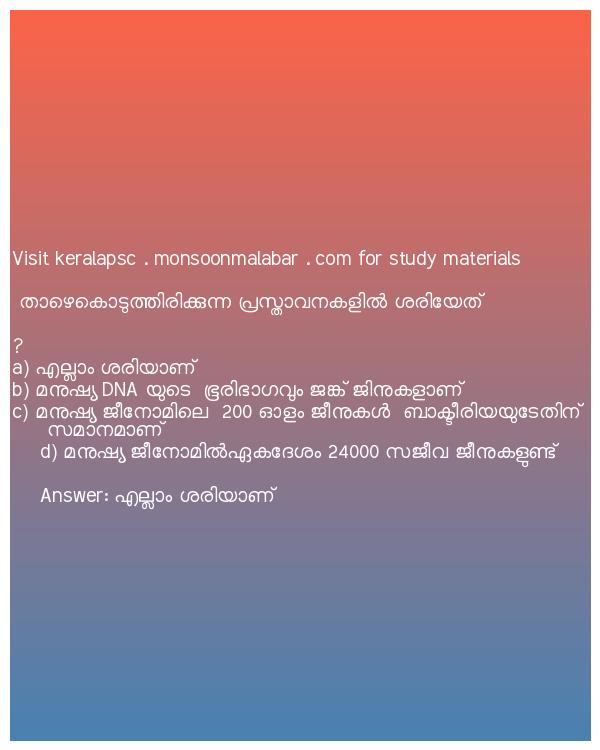 Visit keralapsc . monsoonmalabar . com for study materials
താഴെകൊടുത്തിരിക്കുന്ന പ്രസ്താവനകളിൽ ശരിയേത്
?
a) എല്ലാം ശരിയാണ്
b) മനുഷ്യ DNA യുടെ ഭൂരിഭാഗവും ജങ്ക് ജിനുകളാണ്
c) മനുഷ്യ ജീനോമിലെ 200 ഓളം ജീനുകൾ ബാക്ടീരിയയുടേതിന്
സമാനമാണ്
d) മനുഷ്യ ജീനോമിൽഏകദേശം 24000 സജീവ ജീനുകളുണ്ട്
Answer: എല്ലാം ശരിയാണ്